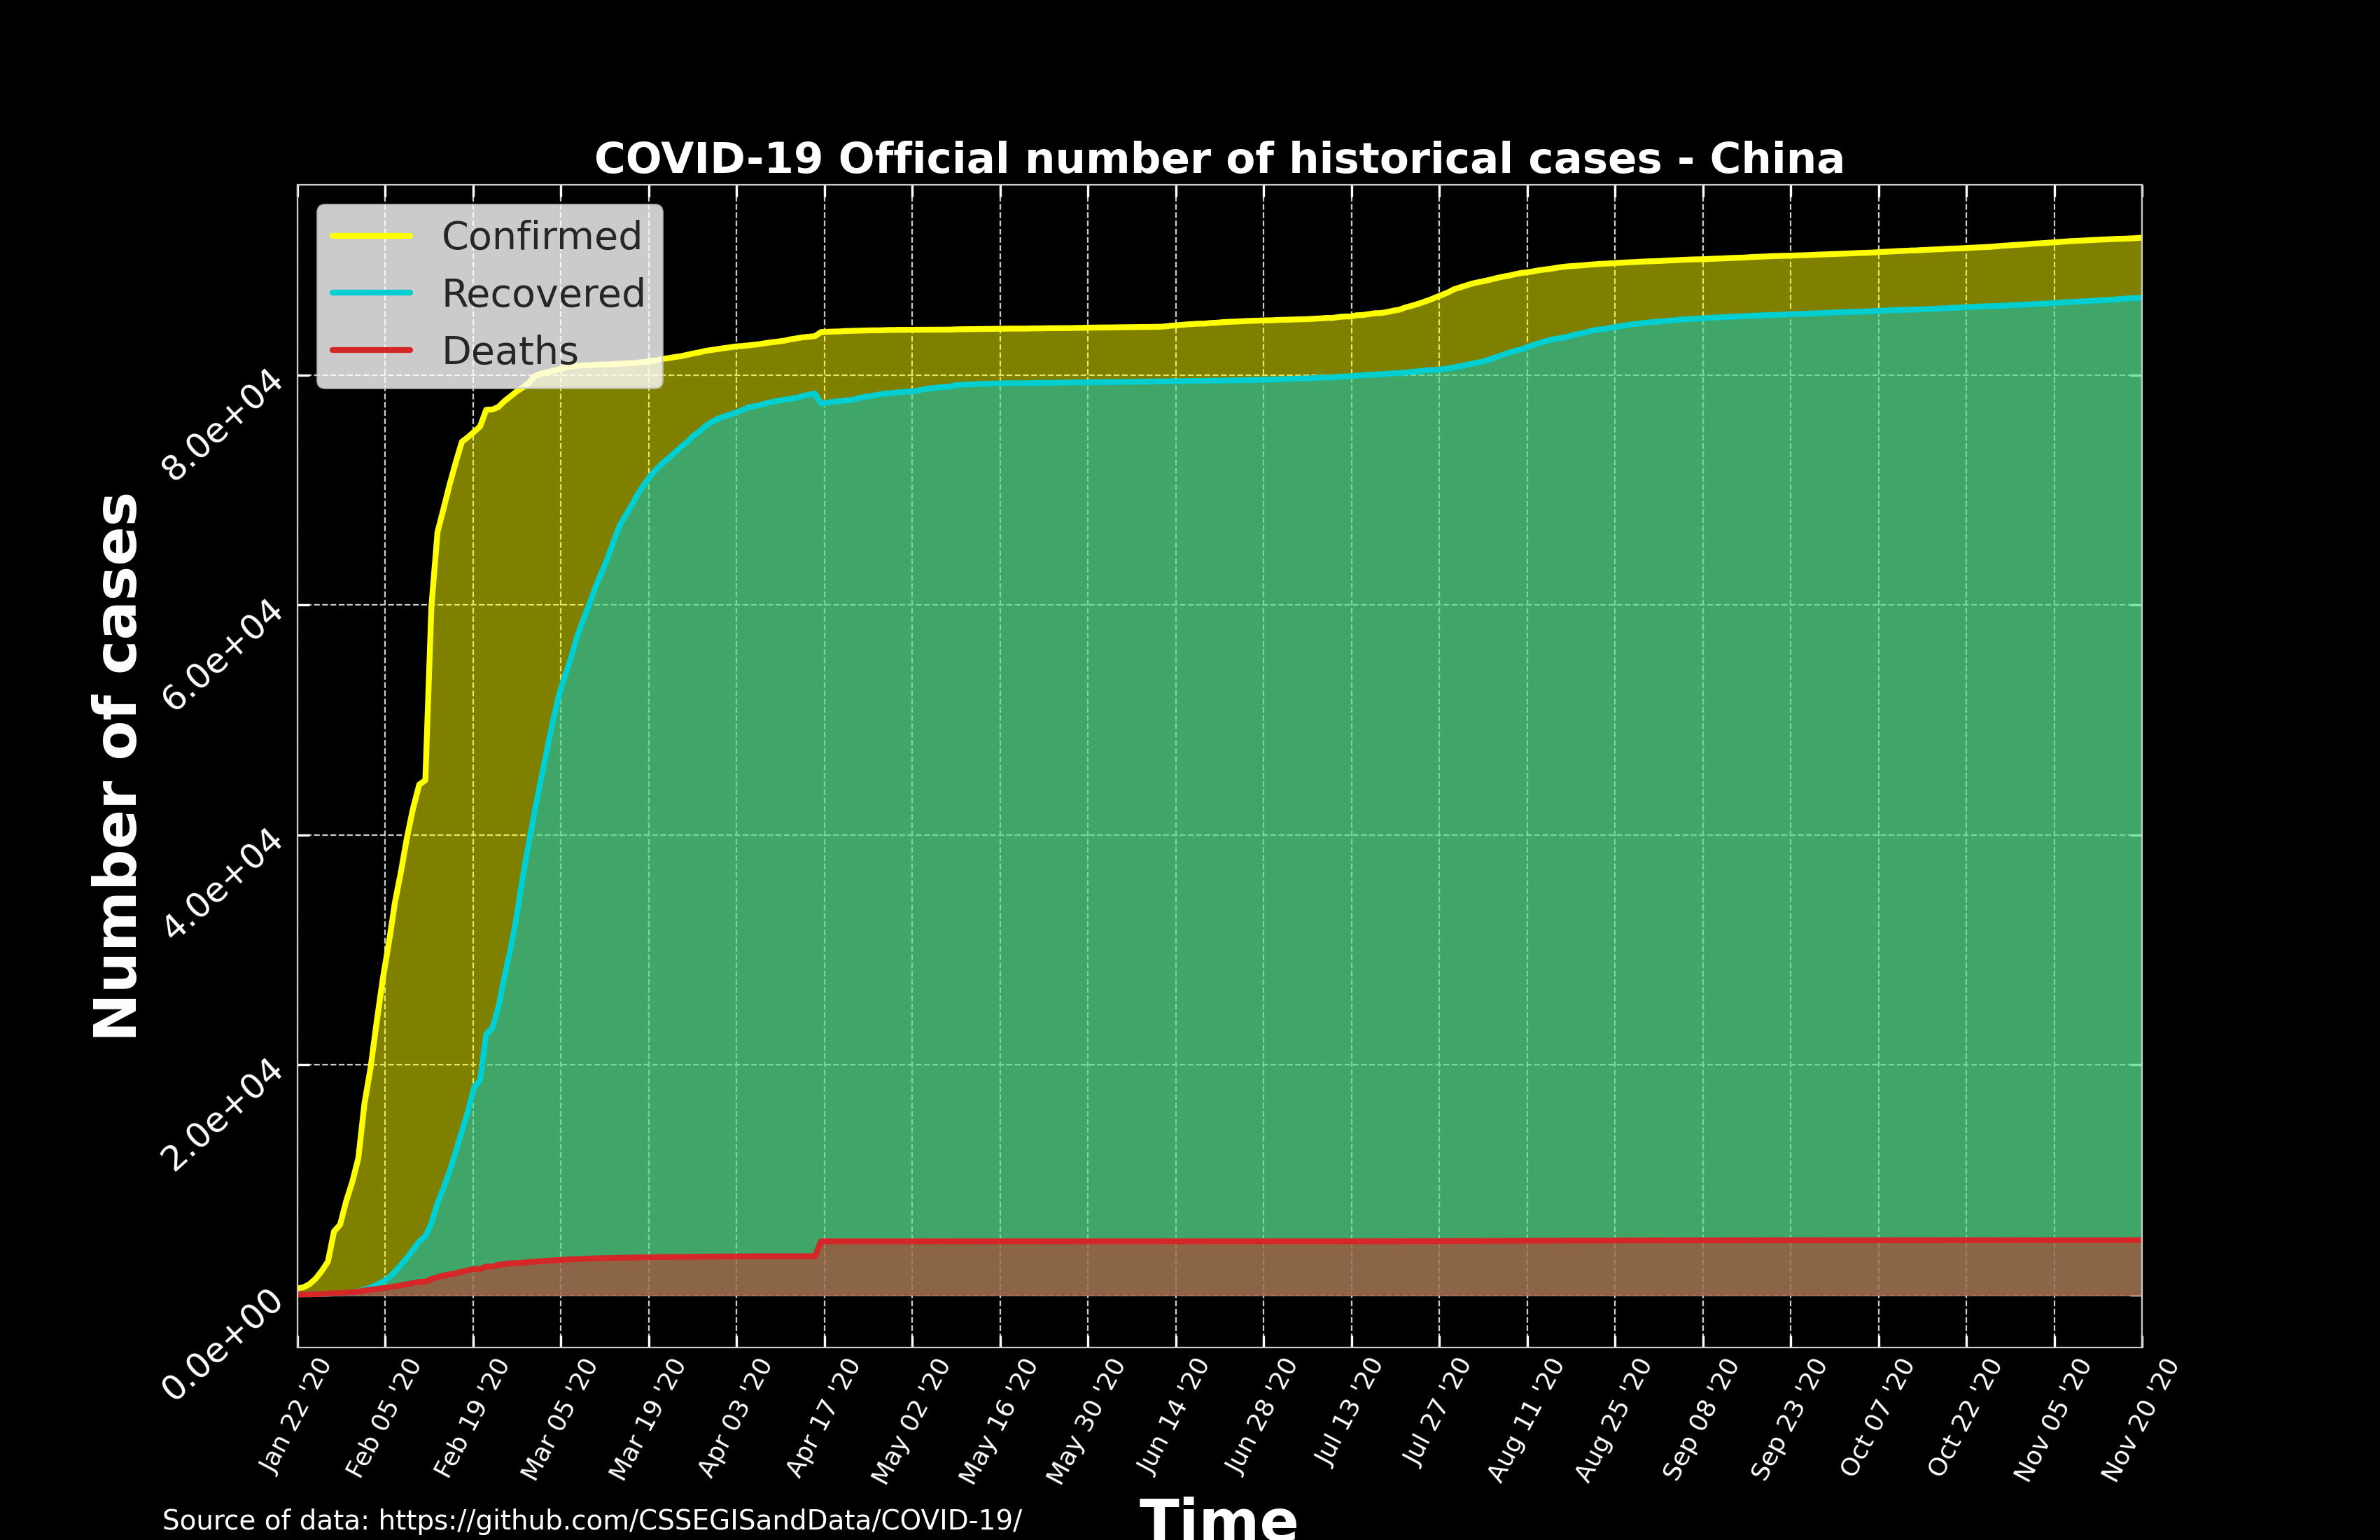 COVID-19 Official number of historical cases - China
Confirmed
Recovered
Deaths
Number of cases
8.0e+04
6.0e+04
4.0e+04
2.0e+04
0.0e+00
Jan 22 '20
Feb 05 '20
Feb 19 '20
Mar 05 '20
Mar 19 '20
Apr 03 '20
Apr 17 '20
May 02 '20
May 16 '20
May 30 '20
Jun 14 '20
Jun 28 '20
Jul 13 '20
Jul 27 '20
Aug 11 '20
Aug 25 '20
Sep 08 '20
Sep 23 '20
Oct 07 '20
Oct 22 '20
Nov 05 '20
Nov 20 '20
Time
Source of data: https://github.com/CSSEGISandData/COVID-19/